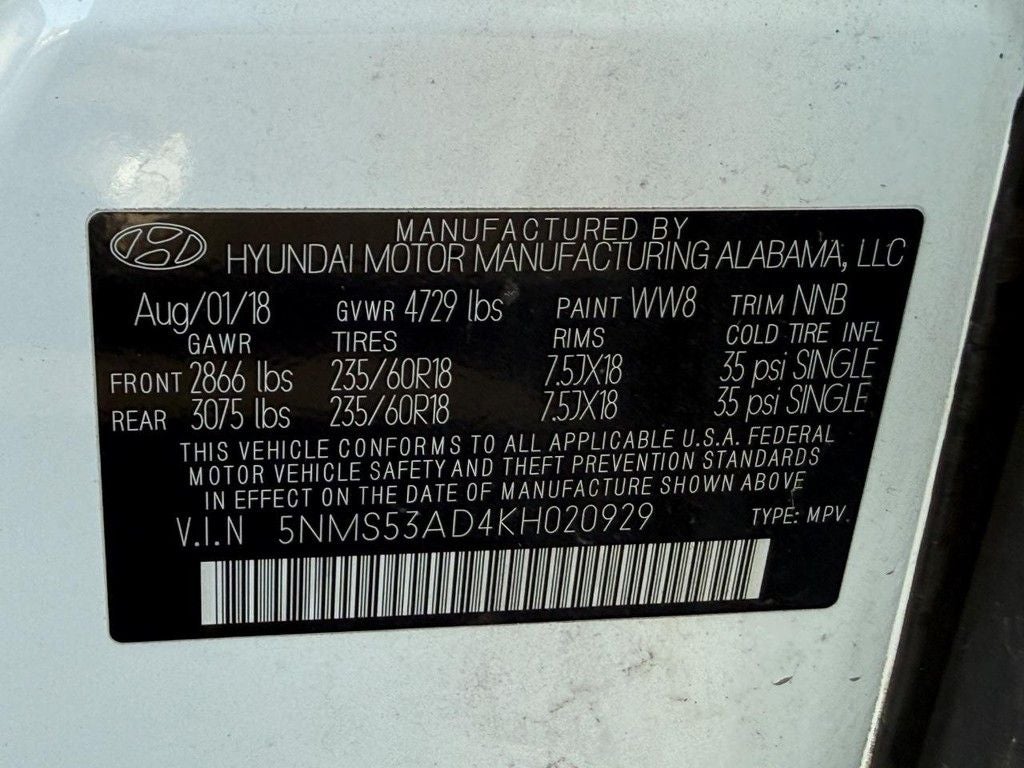 MANUFACTURED BY
HYUNDAI MOTOR MANUFACTURING ALABAMA, LLC
Aug/01/18 GVWR 4729 lbs PAINT WW8 TRIM NNB
GAWR TIRES RIMS COLD TIRE INFL
FRONT 2866 lbs 235/60R18 7.5JX18 35 psi SINGLE
REAR 3075 lbs 235/60R18 7.5JX18 35 psi SINGLE
THIS VEHICLE CONFORMS TO ALL APPLICABLE U.S.A. FEDERAL
MOTOR VEHICLE SAFETY AND THEFT PREVENTION STANDARDS
IN EFFECT ON THE DATE OF MANUFACTURE SHOWN ABOVE
V.I.N 5NMS53AD4KH020929 TYPE: MPV